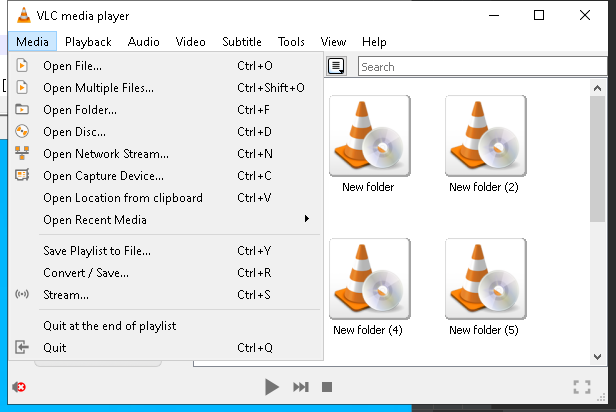 VLC media player
Media Playback Audio Video Subtitle Tools View Help
Open File... Ctrl+O
Open Multiple Files... Ctrl+Shift+O
Open Folder... Ctrl+F
Open Disc... Ctrl+D
Open Network Stream... Ctrl+N
Open Capture Device... Ctrl+C
Open Location from clipboard Ctrl+V
Open Recent Media
Save Playlist to File... Ctrl+Y
Convert / Save... Ctrl+R
Stream... Ctrl+S
Quit at the end of playlist
Quit Ctrl+Q
Search
New folder New folder (2)
New folder (4) New folder (5)